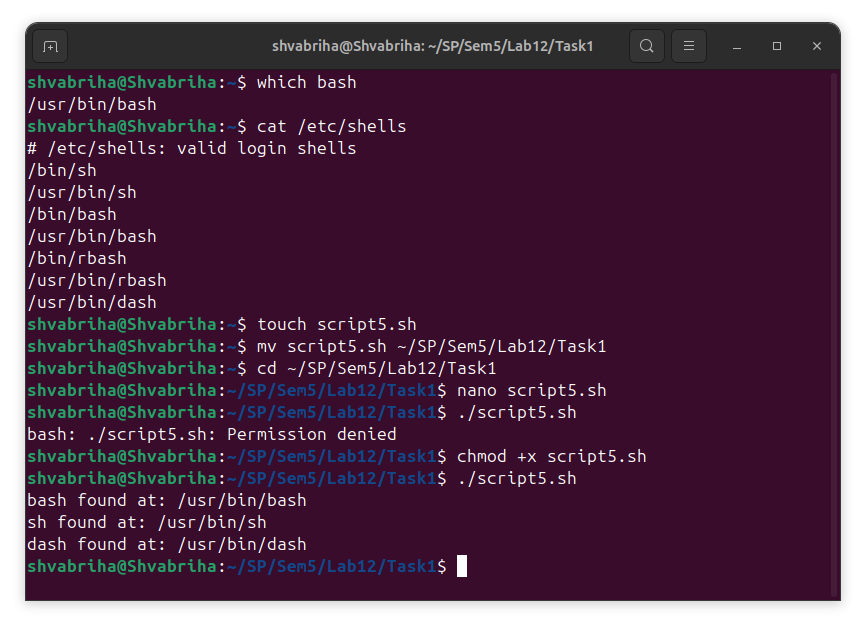 shvabriha@Shvabriha: ~/SP/Sem5/Lab12/Task1
shvabriha@Shvabriha:~$ which bash
/usr/bin/bash
shvabriha@Shvabriha:~$ cat /etc/shells
# /etc/shells: valid login shells
/bin/sh
/usr/bin/sh
/bin/bash
/usr/bin/bash
/bin/rbash
/usr/bin/rbash
/usr/bin/dash
shvabriha@Shvabriha:~$ touch script5.sh
shvabriha@Shvabriha:~$ mv script5.sh ~/SP/Sem5/Lab12/Task1
shvabriha@Shvabriha:~$ cd ~/SP/Sem5/Lab12/Task1
shvabriha@Shvabriha:~/SP/Sem5/Lab12/Task1$ nano script5.sh
shvabriha@Shvabriha:~/SP/Sem5/Lab12/Task1$ ./script5.sh
bash: ./script5.sh: Permission denied
shvabriha@Shvabriha:~/SP/Sem5/Lab12/Task1$ chmod +x script5.sh
shvabriha@Shvabriha:~/SP/Sem5/Lab12/Task1$ ./script5.sh
bash found at: /usr/bin/bash
sh found at: /usr/bin/sh
dash found at: /usr/bin/dash
shvabriha@Shvabriha:~/SP/Sem5/Lab12/Task1$